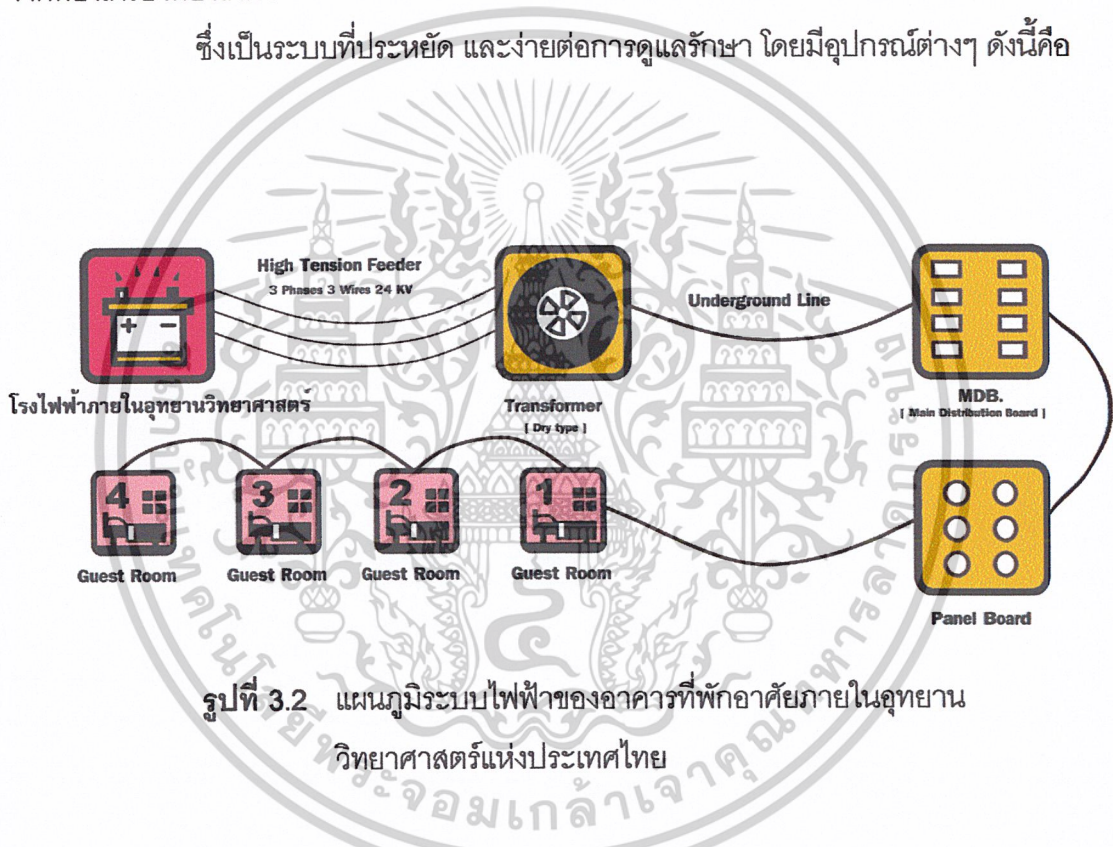 ซึ่งเป็นระบบที่ประหยัด และง่ายต่อการดูแลรักษา โดยมีอุปกรณ์ต่างๆ ดังนี้คือ
High Tension Feeder
3 Phases 3 Wires 24 KV
Underground Line
โรงไฟฟ้าภายในอุทยานวิทยาศาสตร์
Transformer
[ Dry type ]
MDB.
[ Main Distribution Board ]
4
3
2
1
Guest Room
Guest Room
Guest Room
Guest Room
Panel Board
รูปที่ 3.2 แผนภูมิระบบไฟฟ้าของอาคารที่พักอาศัยภายในอุทยาน
วิทยาศาสตร์แห่งประเทศไทย